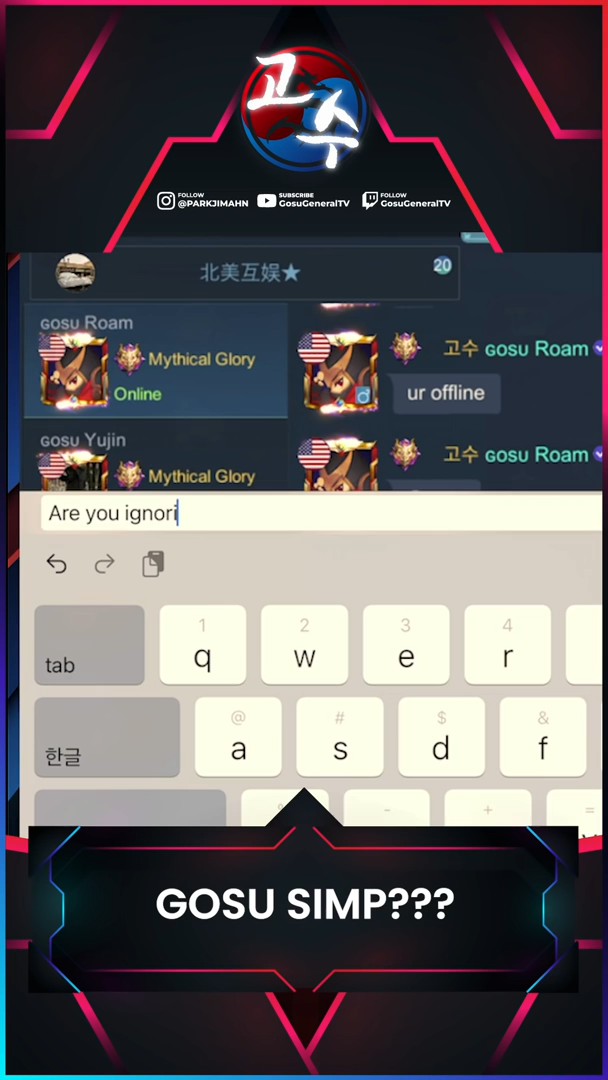 고수
FOLLOW
@PARKJIMAHN
SUBSCRIBE
GosuGeneralTV
FOLLOW
GosuGeneralTV
北美互娱★
20
gosu Roam
Mythical Glory
Online
고수 gosu Roam
ur offline
gosu Yujin
Mythical Glory
고수 gosu Roam
Are you ignori
1 2 3 4
tab q w e r
@ # $ &
한글 a s d f
- + =
GOSU SIMP???